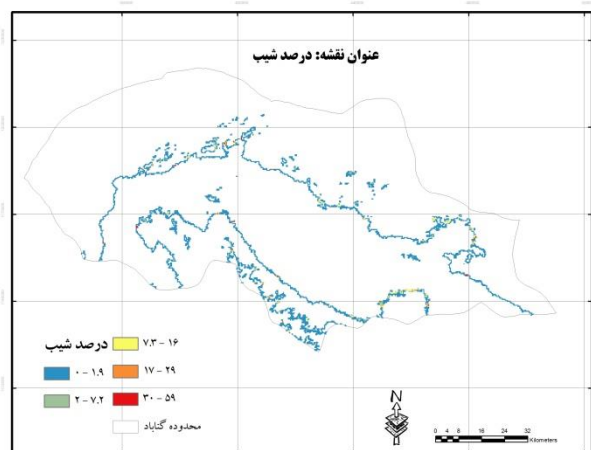 عنوان نقشه: درصد شیب
درصد شیب
۰ - ۱.۹
۲ - ۷.۲
۷.۳ - ۱۶
۱۷ - ۲۹
۳۰ - ۵۹
محدوده گناباد
N
0 4 8 16 24 32
Kilometers